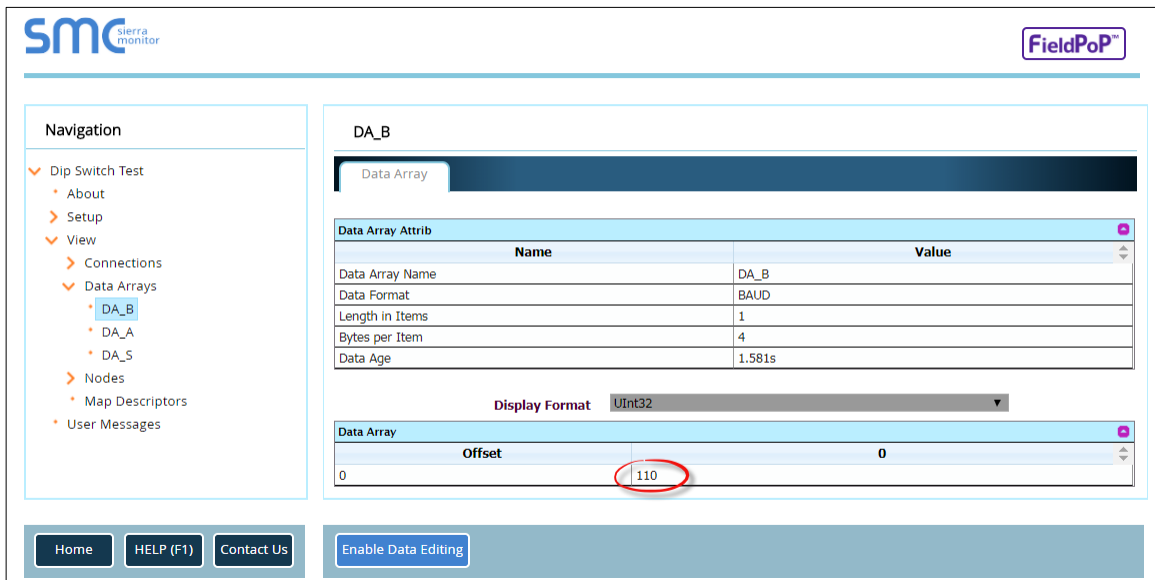 SMC sierra
monitor
FieldPoP™
Navigation
Dip Switch Test
About
Setup
View
Connections
Data Arrays
DA_B
DA_A
DA_S
Nodes
Map Descriptors
User Messages
DA_B
Data Array
Data Array Attrib
Name Value
Data Array Name DA_B
Data Format BAUD
Length in Items 1
Bytes per Item 4
Data Age 1.581s
Display Format UInt32
Data Array
Offset 0
0 110
Home HELP (F1) Contact Us Enable Data Editing